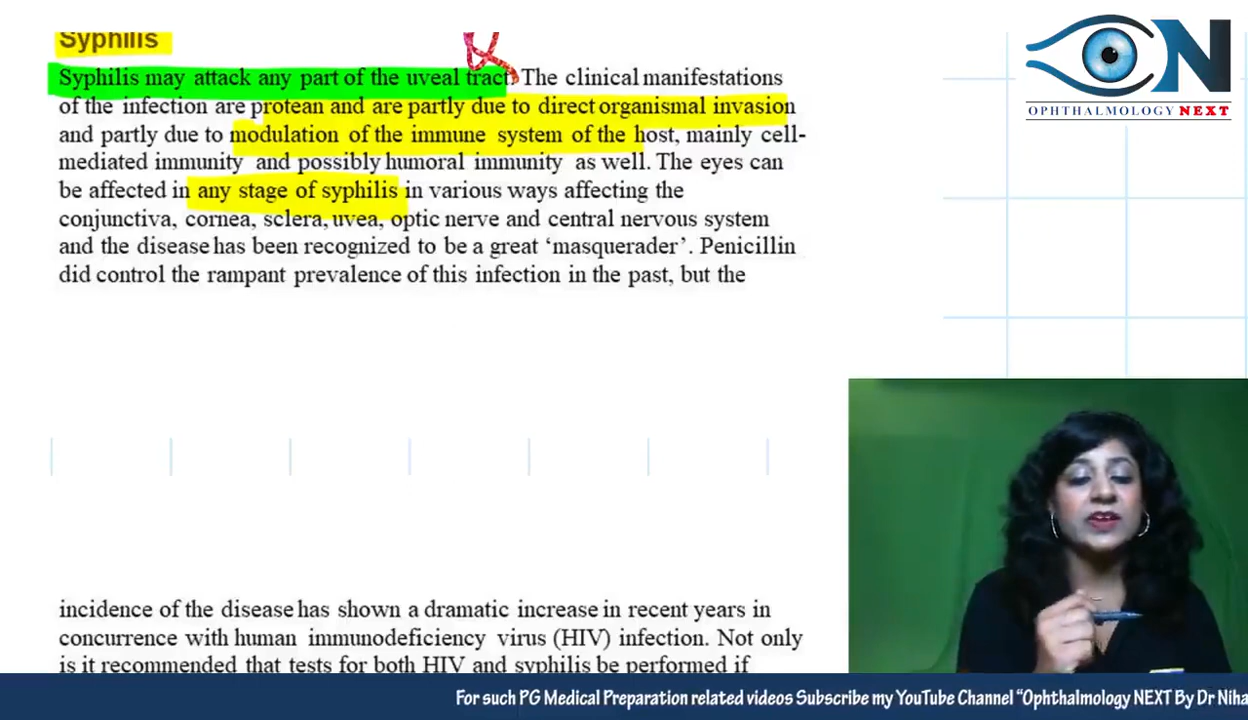 Syphilis
Syphilis may attack any part of the uveal tract. The clinical manifestations
of the infection are protean and are partly due to direct organismal invasion
and partly due to modulation of the immune system of the host, mainly cell-
mediated immunity and possibly humoral immunity as well. The eyes can
be affected in any stage of syphilis in various ways affecting the
conjunctiva, cornea, sclera, uvea, optic nerve and central nervous system
and the disease has been recognized to be a great ‘masquerader’. Penicillin
did control the rampant prevalence of this infection in the past, but the
incidence of the disease has shown a dramatic increase in recent years in
concurrence with human immunodeficiency virus (HIV) infection. Not only
is it recommended that tests for both HIV and syphilis be performed if
N
OPHTHALMOLOGY NEXT
For such PG Medical Preparation related videos Subscribe my YouTube Channel “Ophthalmology NEXT By Dr Niha